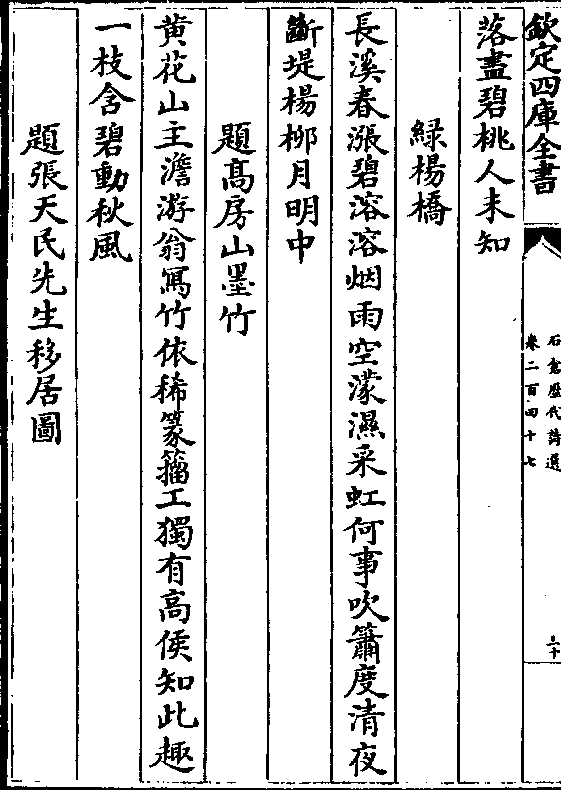 欽定四庫全書
石倉歷代詩選
卷二百四十七
二十
落盡碧桃人未知
緑楊橋
長溪春漲碧溶溶烟雨空濛濕采虹何事吹簫度清夜
斷堤楊栁月明中
題髙房山墨竹
黄花山主澹游翁寫竹依稀篆籀工獨有高侯知此趣
一枝含碧動秋風
題張天民先生移居圖